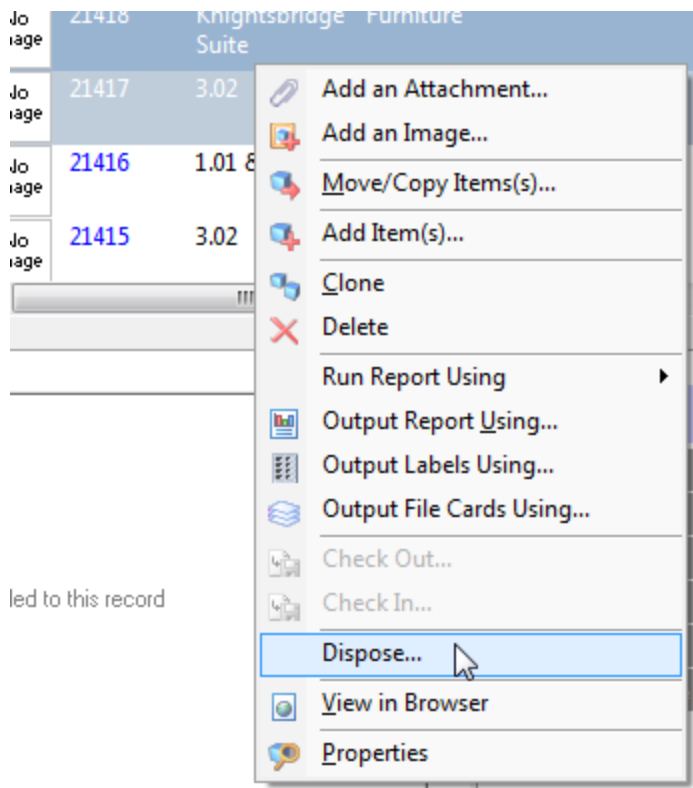 21418 Knightsbridge Furniture
Suite
No
21417 3.02
21416 1.01 &
21415 3.02
led to this record
Add an Attachment...
Add an Image...
Move/Copy Items(s)...
Add Item(s)...
Clone
Delete
Run Report Using
Output Report Using...
Output Labels Using...
Output File Cards Using...
Check Out...
Check In...
Dispose...
View in Browser
Properties